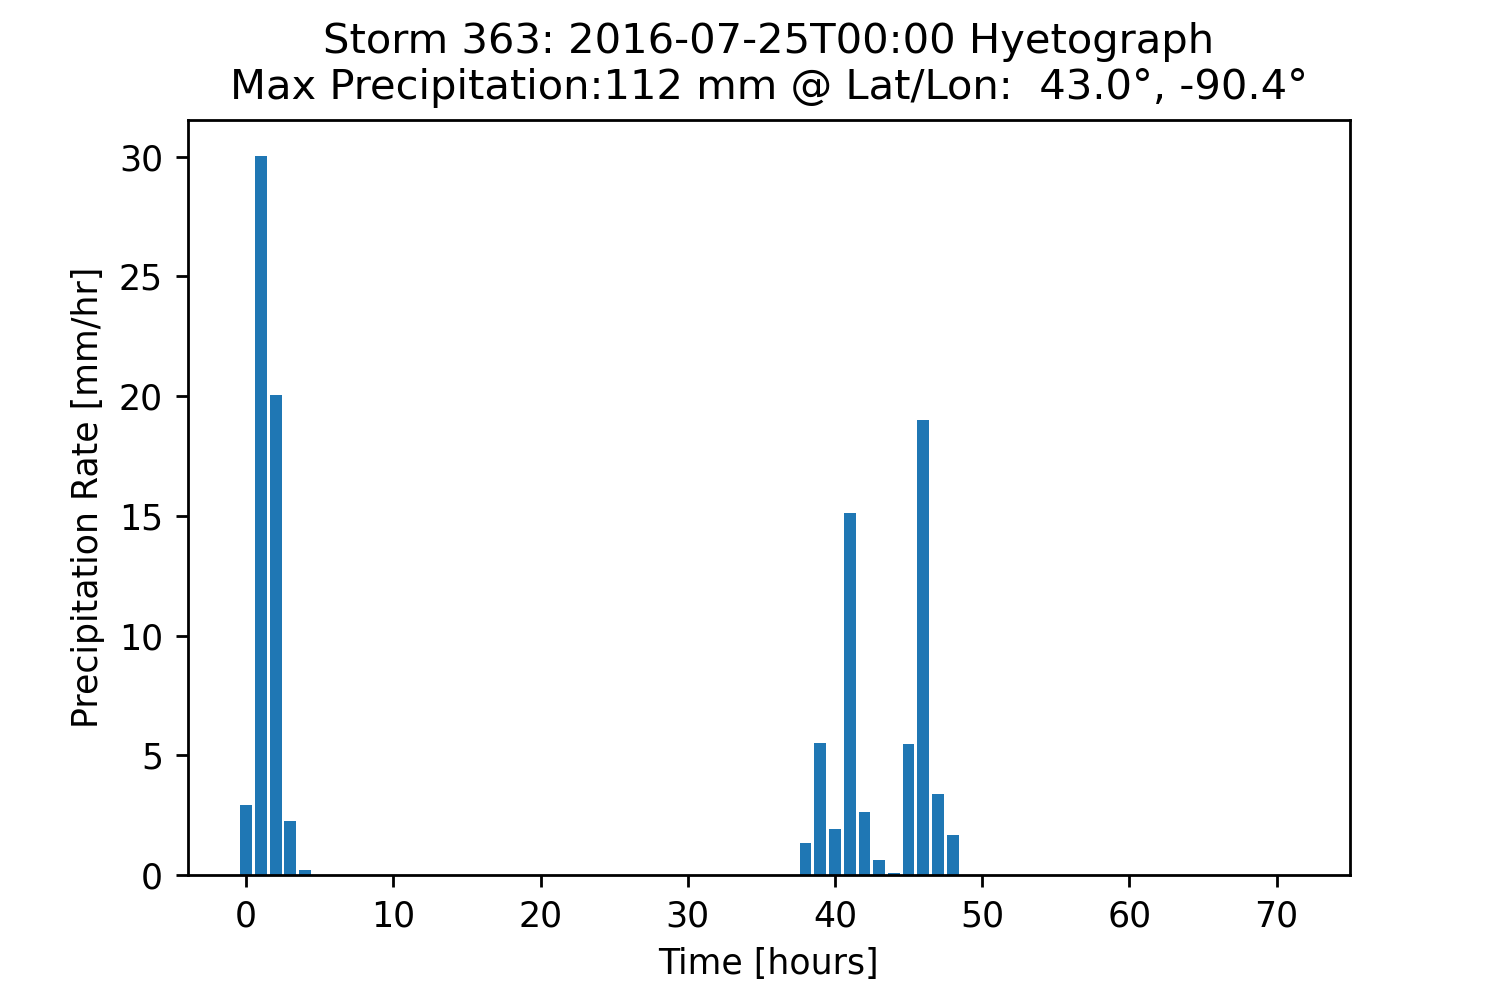 Storm 363: 2016-07-25T00:00 Hyetograph
Max Precipitation:112 mm @ Lat/Lon:  43.0°, -90.4°
Precipitation Rate [mm/hr]
30
25
20
15
10
5
0
0 10 20 30 40 50 60 70
Time [hours]